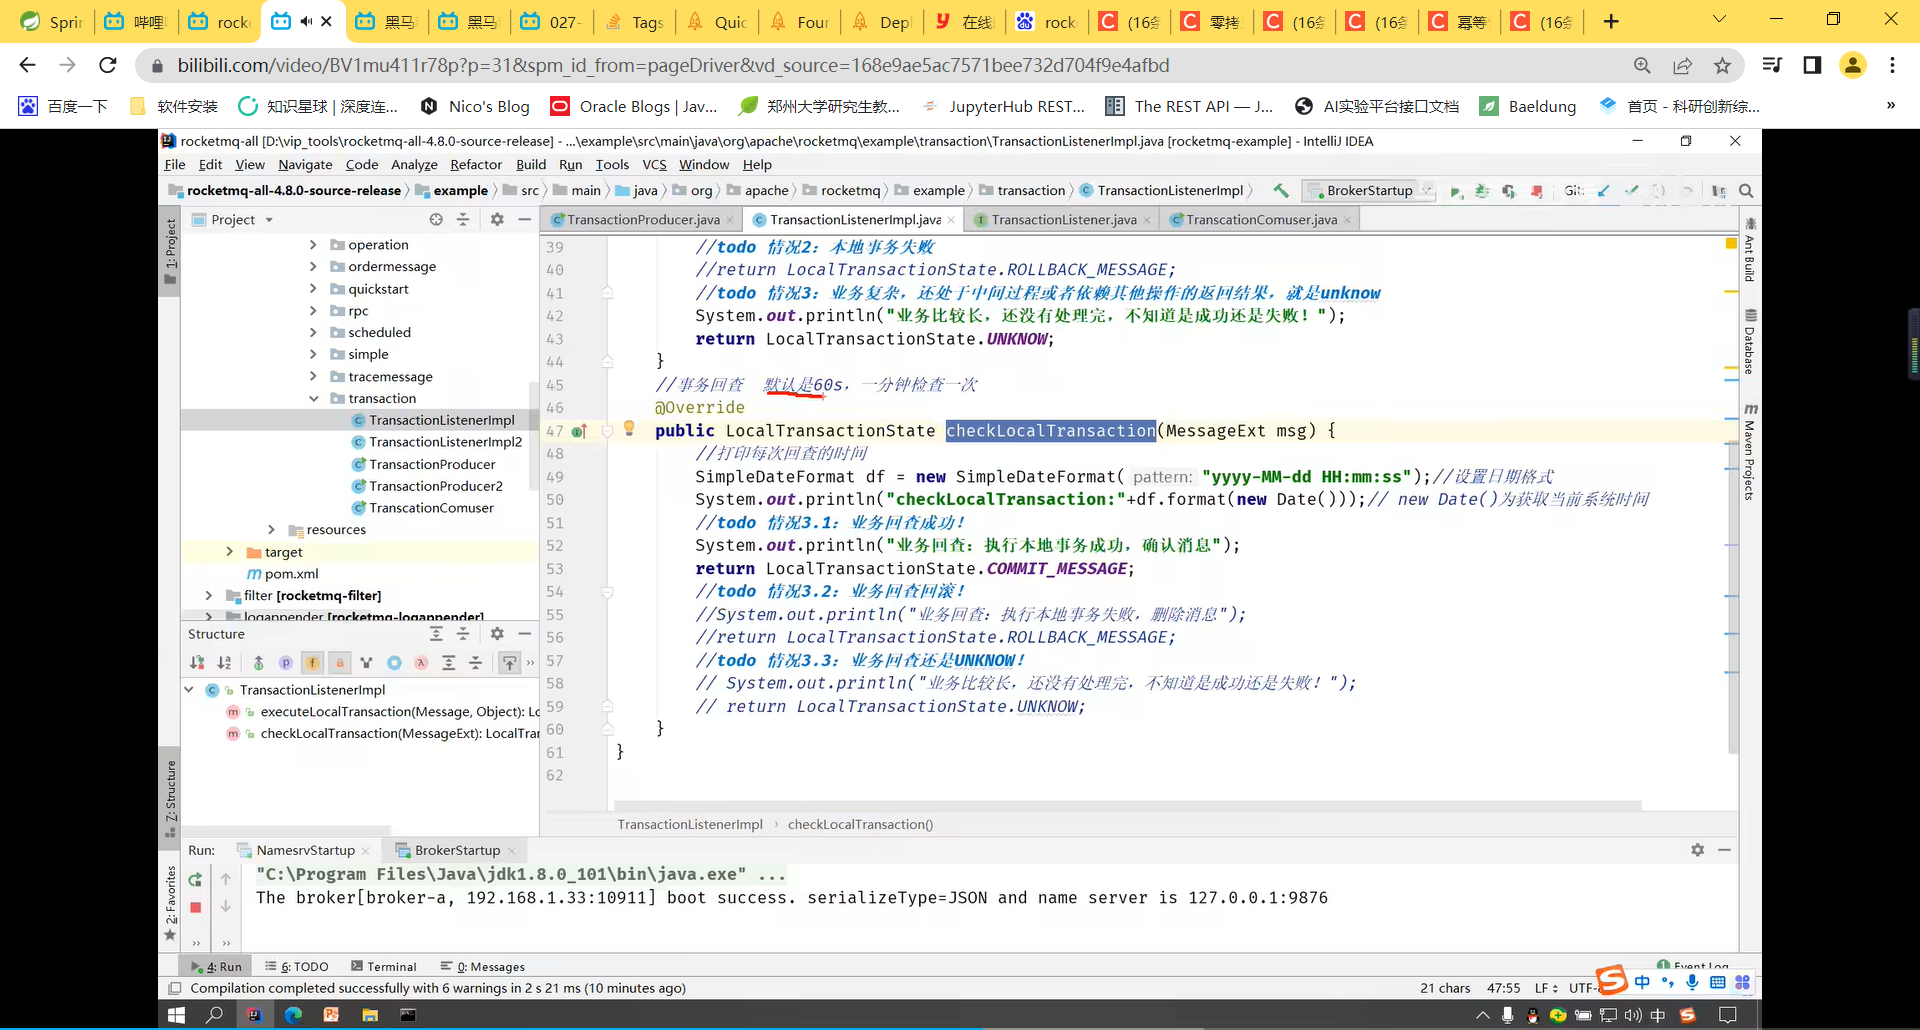 Sprin
哔哩
rocke
黑马
黑马
027-
Tags
Quic
Four
Depl
在线
rock
(16条
零拷
(16条
(16条
幂等
(16条
bilibili.com/video/BV1mu411r78p?p=31&spm_id_from=pageDriver&vd_source=168e9ae5ac7571bee732d704f9e4afbd
百度一下
软件安装
知识星球 | 深度连...
Nico's Blog
Oracle Blogs | Jav...
郑州大学研究生教...
JupyterHub REST...
The REST API — J...
AI实验平台接口文档
Baeldung
首页 - 科研创新综...
rocketmq-all [D:\vip_tools\rocketmq-all-4.8.0-source-release] - ...\example\src\main\java\org\apache\rocketmq\example\transaction\TransactionListenerImpl.java [rocketmq-example] - IntelliJ IDEA
File Edit View Navigate Code Analyze Refactor Build Run Tools VCS Window Help
rocketmq-all-4.8.0-source-release example src main java org apache rocketmq example transaction TransactionListenerImpl BrokerStartup Git:
Project
TransactionProducer.java TransactionListenerImpl.java TransactionListener.java TranscationComuser.java
1: Project
operation
ordermessage
quickstart
rpc
scheduled
simple
tracemessage
transaction
TransactionListenerImpl
TransactionListenerImpl2
TransactionProducer
TransactionProducer2
TranscationComuser
resources
target
pom.xml
filter [rocketmq-filter]
logappender [rocketmq-logappender]
Structure
TransactionListenerImpl
executeLocalTransaction(Message, Object): Lo
checkLocalTransaction(MessageExt): LocalTran
39 //todo 情况2：本地事务失败
40 //return LocalTransactionState.ROLLBACK_MESSAGE;
41 //todo 情况3：业务复杂，还处于中间过程或者依赖其他操作的返回结果，就是unknow
42 System.out.println("业务比较长，还没有处理完，不知道是成功还是失败！");
43 return LocalTransactionState.UNKNOW;
44 }
45 //事务回查 默认是60s，一分钟检查一次
46 @Override
47 public LocalTransactionState checkLocalTransaction(MessageExt msg) {
48 //打印每次回查的时间
49 SimpleDateFormat df = new SimpleDateFormat( pattern: "yyyy-MM-dd HH:mm:ss");//设置日期格式
50 System.out.println("checkLocalTransaction:"+df.format(new Date()));// new Date()为获取当前系统时间
51 //todo 情况3.1：业务回查成功！
52 System.out.println("业务回查：执行本地事务成功，确认消息");
53 return LocalTransactionState.COMMIT_MESSAGE;
54 //todo 情况3.2：业务回查回滚！
55 //System.out.println("业务回查：执行本地事务失败，删除消息");
56 //return LocalTransactionState.ROLLBACK_MESSAGE;
57 //todo 情况3.3：业务回查还是UNKNOW！
58 // System.out.println("业务比较长，还没有处理完，不知道是成功还是失败！");
59 // return LocalTransactionState.UNKNOW;
60 }
61 }
62
TransactionListenerImpl › checkLocalTransaction()
Ant Build
Database
Maven Projects
Z: Structure
2: Favorites
Run: NamesrvStartup BrokerStartup
"C:\Program Files\Java\jdk1.8.0_101\bin\java.exe" ...
The broker[broker-a, 192.168.1.33:10911] boot success. serializeType=JSON and name server is 127.0.0.1:9876
4: Run 6: TODO Terminal 0: Messages Event Log
Compilation completed successfully with 6 warnings in 2 s 21 ms (10 minutes ago)
21 chars 47:55 LF UTF-
中
中